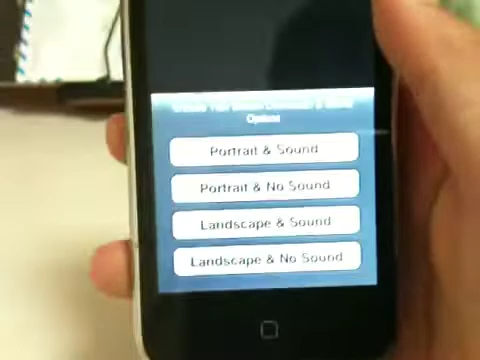 Options
Portrait & Sound
Portrait & No Sound
Landscape & Sound
Landscape & No Sound